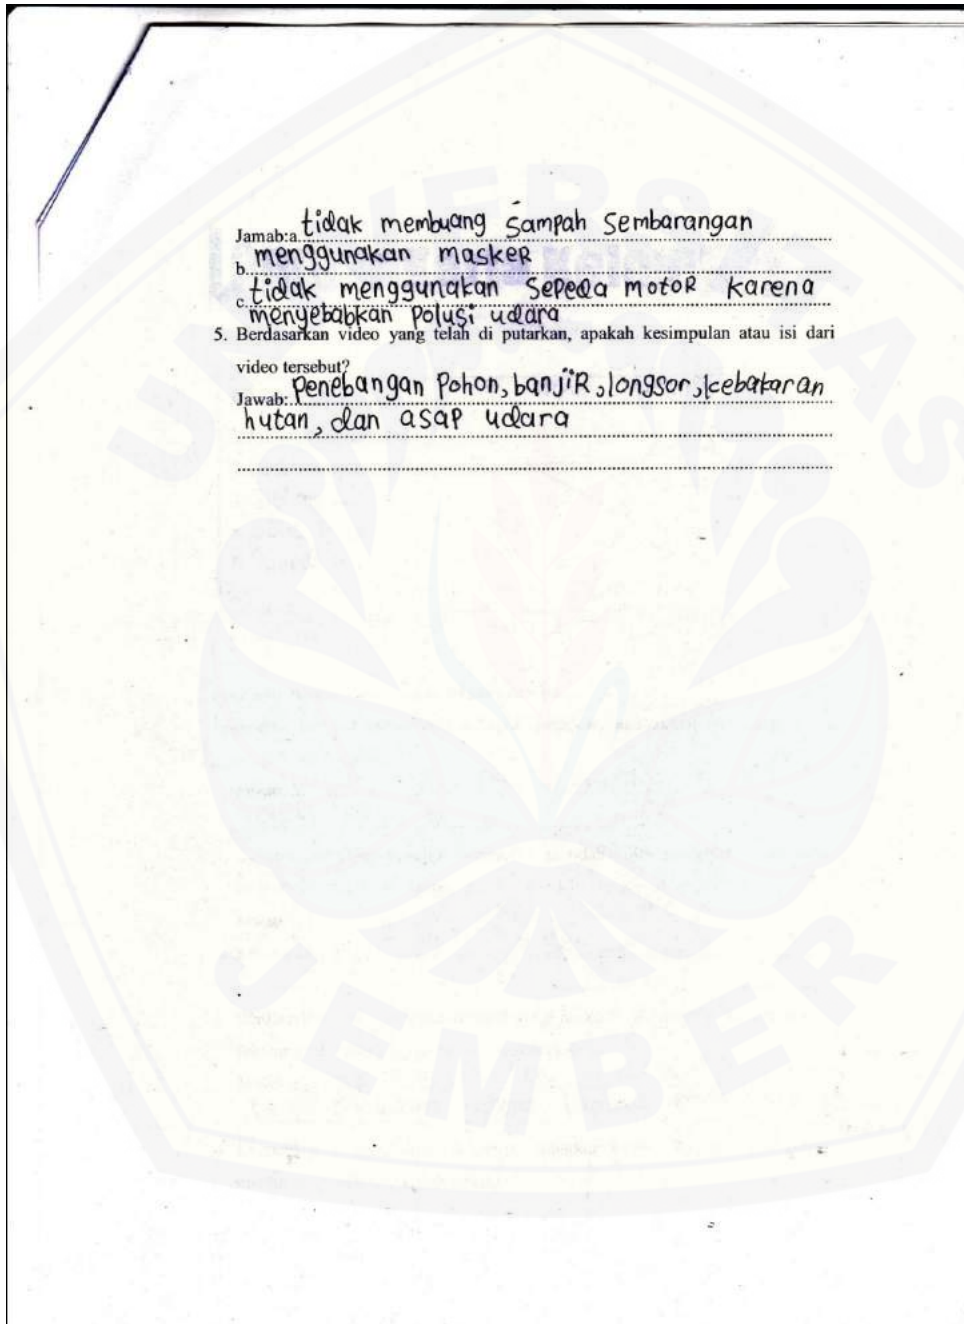 Jamab:a. tidak membuang sampah sembarangan
b. menggunakan masker
c. tidak menggunakan sepeda motor karena
menyebabkan polusi udara
5. Berdasarkan video yang telah di putarkan, apakah kesimpulan atau isi dari
video tersebut?
Jawab: Penebangan Pohon, banjir, longsor, kebakaran
hutan, dan asap udara
UNIVERSITAS
JEMBER